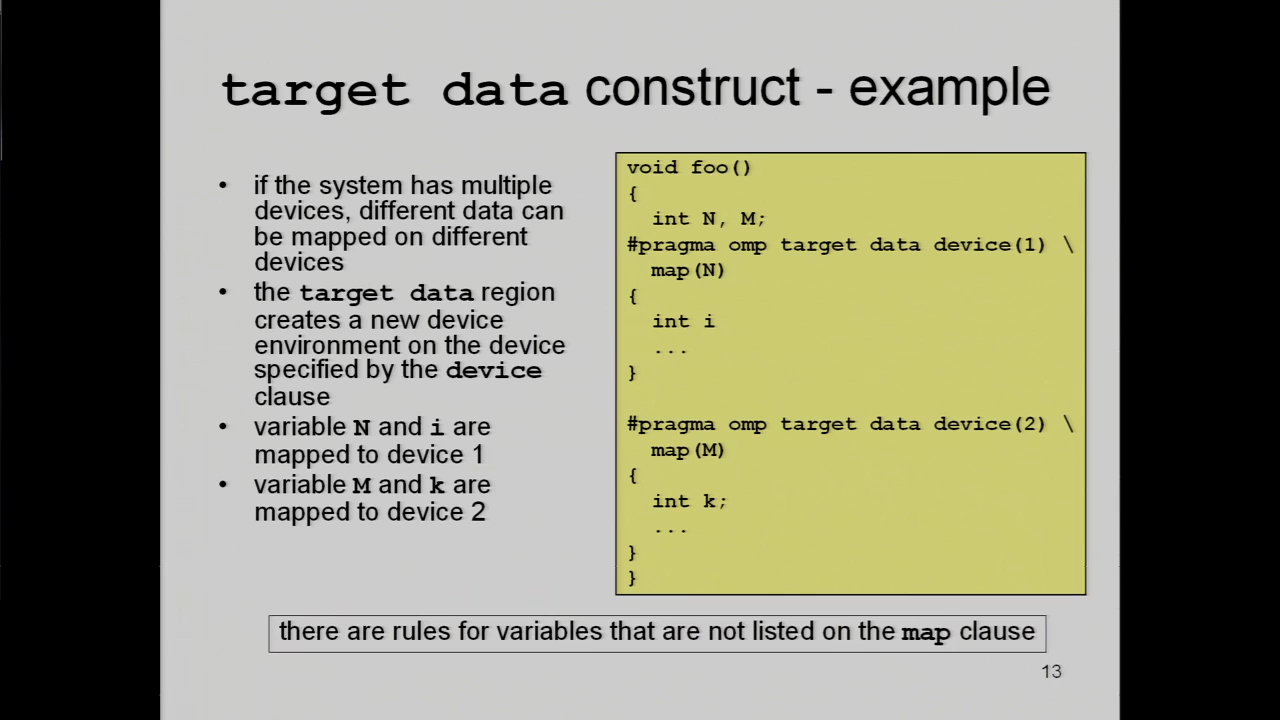 target data construct - example
• if the system has multiple
devices, different data can
be mapped on different
devices
• the target data region
creates a new device
environment on the device
specified by the device
clause
• variable N and i are
mapped to device 1
• variable M and k are
mapped to device 2
void foo()
{
int N, M;
#pragma omp target data device(1) \
map(N)
{
int i
...
}
#pragma omp target data device(2) \
map(M)
{
int k;
...
}
}
there are rules for variables that are not listed on the map clause
13